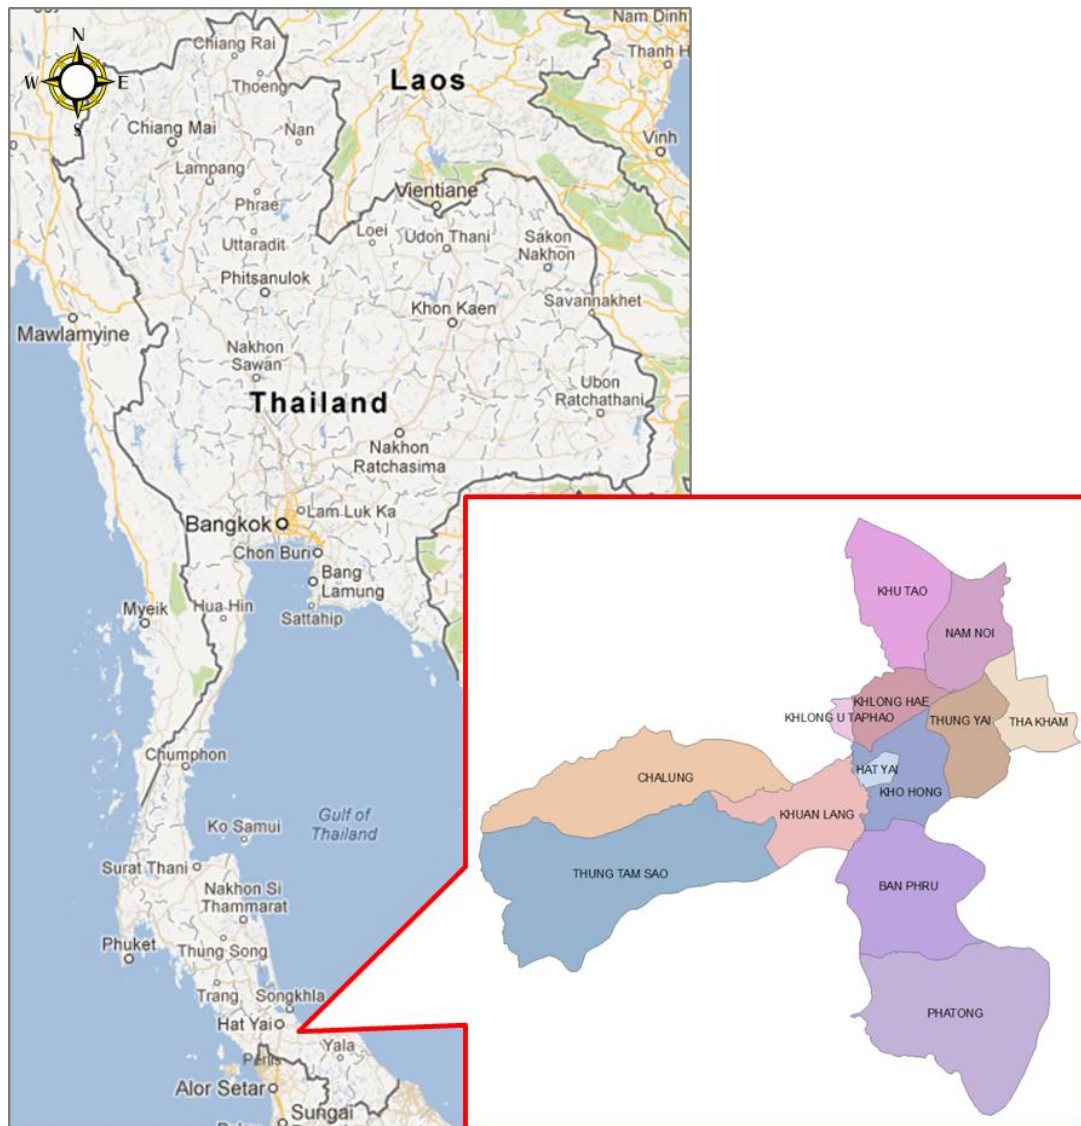 Nam Dinh
N
Chiang Rai
Thanh H
W
E
Laos
Thoeng
S
Chiang Mai
Nan
Vinh
Lampang
Vientiane
Phrae
Loei
Udon Thani
Sakon
Nakhon
Uttaradit
Phitsanulok
Savannakhet
Khon Kaen
Mawlamyine
Nakhon
Sawan
Ubon
Ratchathani
Thailand
Nakhon
Ratchasima
Lam Luk Ka
Bangkok
Chon Buri
Bang
Lamung
Myeik
Hua Hin
Sattahip
KHU TAO
NAM NOI
KHLONG HAE
KHLONG U TAPHAO
THUNG YAI
THA KHAM
Chumphon
HAT YAI
CHALUNG
KHO HONG
Gulf of
Thailand
KHUAN LANG
Ko Samui
Surat Thani
THUNG TAM SAO
BAN PHRU
Nakhon Si
Thammarat
Phuket
Thung Song
Trang
Songkhla
Hat Yai
PHATONG
Yala
Perlis
Alor Setar
Sungai